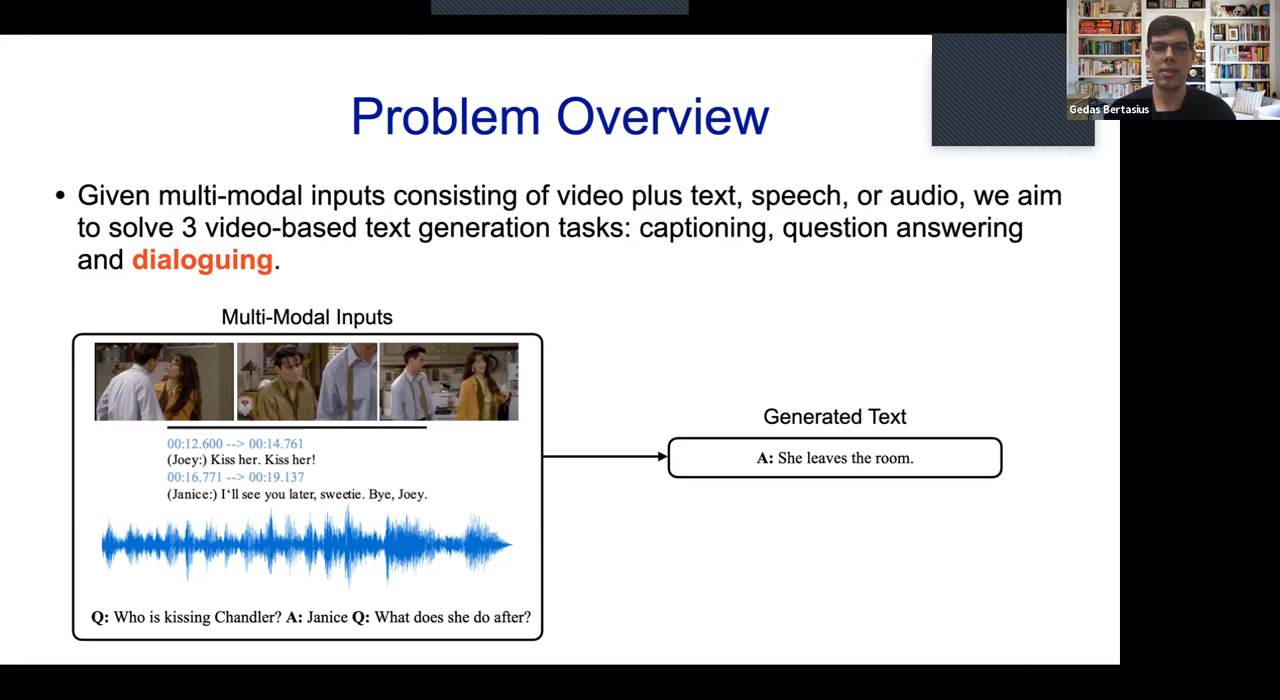 Gedas Bertasius
Problem Overview
• Given multi-modal inputs consisting of video plus text, speech, or audio, we aim
to solve 3 video-based text generation tasks: captioning, question answering
and dialoguing.
Multi-Modal Inputs
00:12.600 --> 00:14.761
(Joey:) Kiss her. Kiss her!
00:16.771 --> 00:19.137
(Janice:) I'll see you later, sweetie. Bye, Joey.
Q: Who is kissing Chandler? A: Janice Q: What does she do after?
Generated Text
A: She leaves the room.